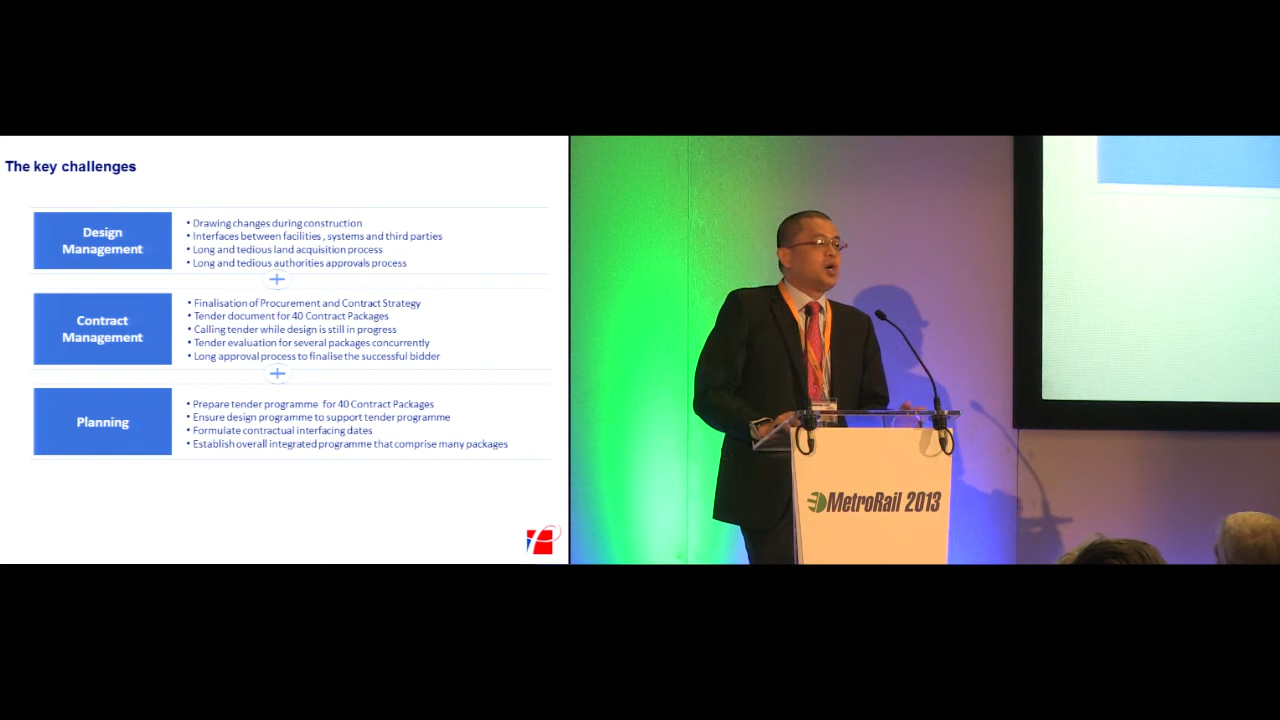 The key challenges
Design
Management
• Drawing changes during construction
• Interfaces between facilities, systems and third parties
• Long and tedious land acquisition process
• Long and tedious authorities approvals process
+
Contract
Management
• Finalisation of Procurement and Contract Strategy
• Tender document for 40 Contract Packages
• Calling tender while design is still in progress
• Tender evaluation for several packages concurrently
• Long approval process to finalise the successful bidder
+
Planning
• Prepare tender programme for 40 Contract Packages
• Ensure design programme to support tender programme
• Formulate contractual interfacing dates
• Establish overall integrated programme that comprise many packages
MetroRail 2013